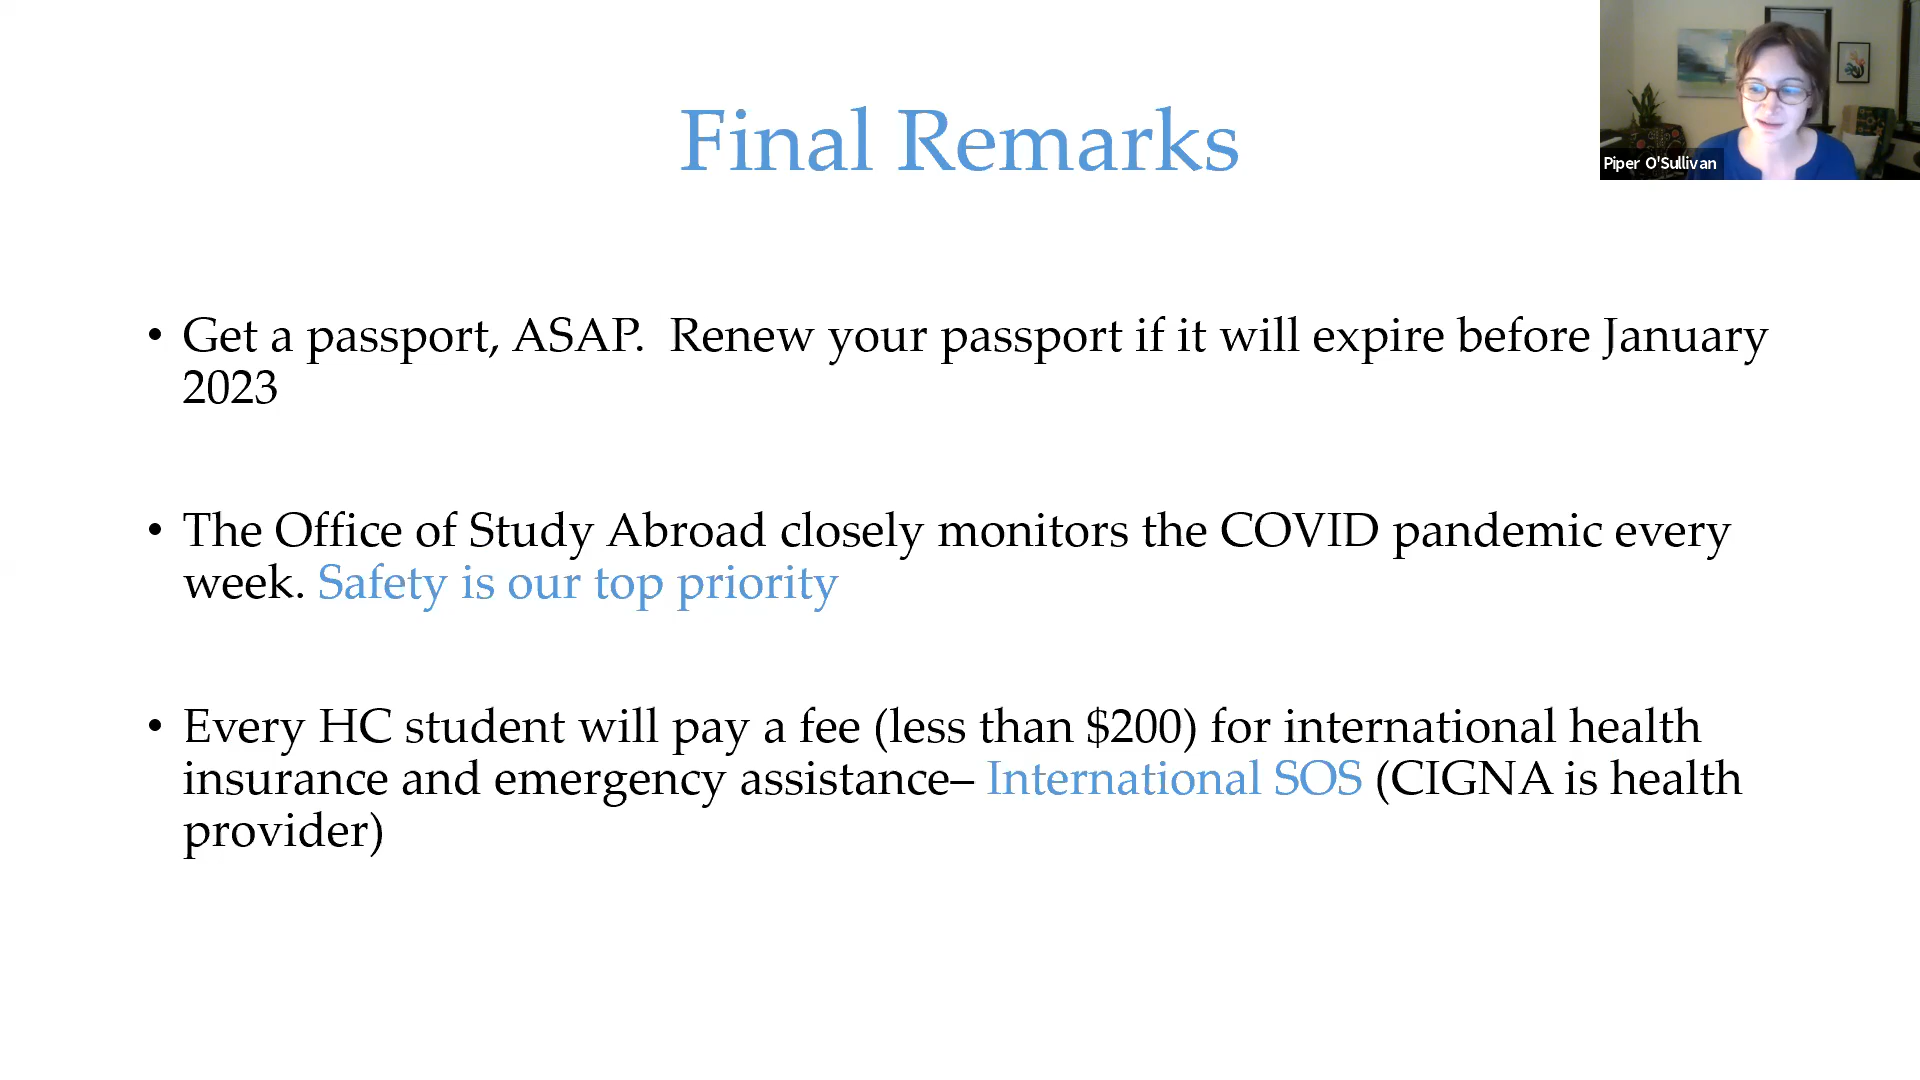 Final Remarks
Piper O'Sullivan
• Get a passport, ASAP.  Renew your passport if it will expire before January
2023
• The Office of Study Abroad closely monitors the COVID pandemic every
week. Safety is our top priority
• Every HC student will pay a fee (less than $200) for international health
insurance and emergency assistance– International SOS (CIGNA is health
provider)